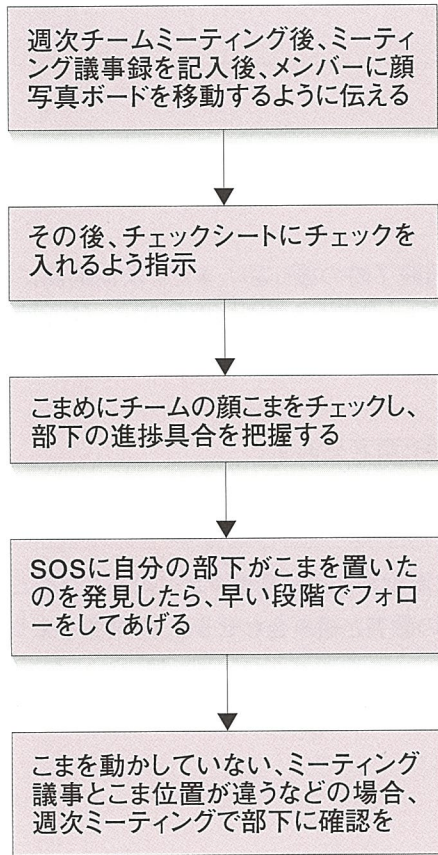 週次チームミーティング後、ミーティ
ング議事録を記入後、メンバーに顔
写真ボードを移動するように伝える
その後、チェックシートにチェックを
入れるよう指示
こまめにチームの顔こまをチェックし、
部下の進捗具合を把握する
SOSに自分の部下がこまを置いた
のを発見したら、早い段階でフォロ
ーをしてあげる
こまを動かしていない、ミーティング
議事とこま位置が違うなどの場合、
週次ミーティングで部下に確認を